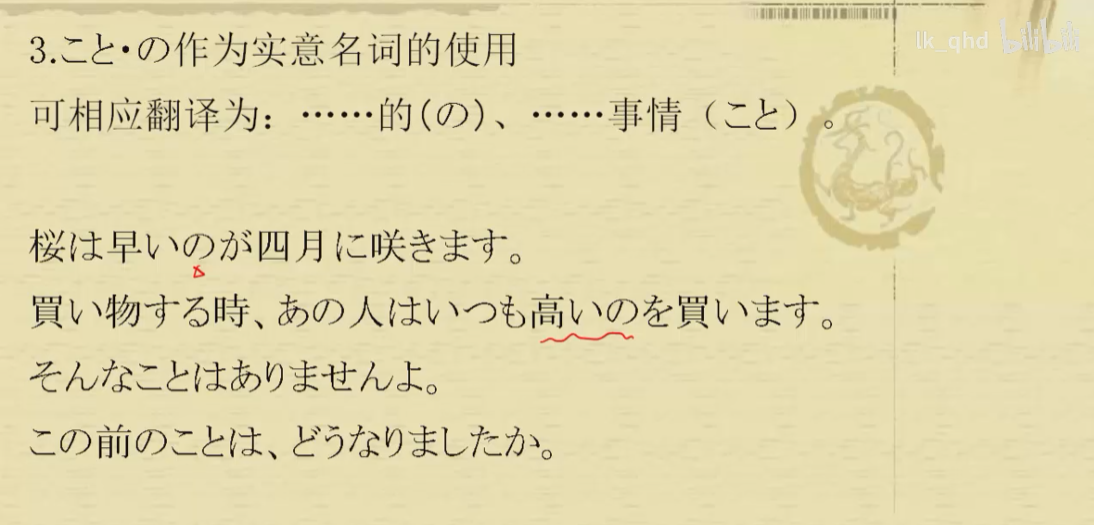 lk_qhd bilibili
3.こと・の作为实意名词的使用
可相应翻译为：……的(の)、……事情（こと）。
桜は早いのが四月に咲きます。
買い物する時、あの人はいつも高いのを買います。
そんなことはありませんよ。
この前のことは、どうなりましたか。